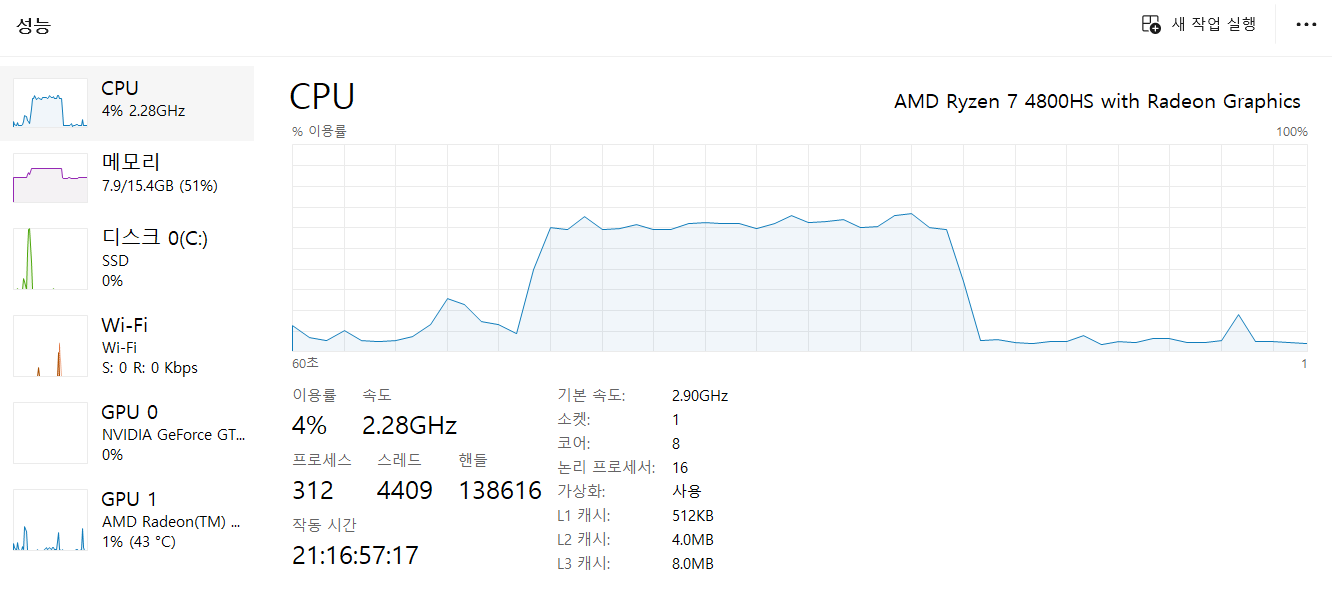 성능
새 작업 실행
CPU
4% 2.28GHz
메모리
7.9/15.4GB (51%)
디스크 0(C:)
SSD
0%
Wi-Fi
Wi-Fi
S: 0 R: 0 Kbps
GPU 0
NVIDIA GeForce GT...
0%
GPU 1
AMD Radeon(TM) ...
1% (43 °C)
CPU
AMD Ryzen 7 4800HS with Radeon Graphics
% 이용률
100%
60초
1
이용률 속도
4% 2.28GHz
프로세스 스레드 핸들
312 4409 138616
작동 시간
21:16:57:17
기본 속도: 2.90GHz
소켓: 1
코어: 8
논리 프로세서: 16
가상화: 사용
L1 캐시: 512KB
L2 캐시: 4.0MB
L3 캐시: 8.0MB